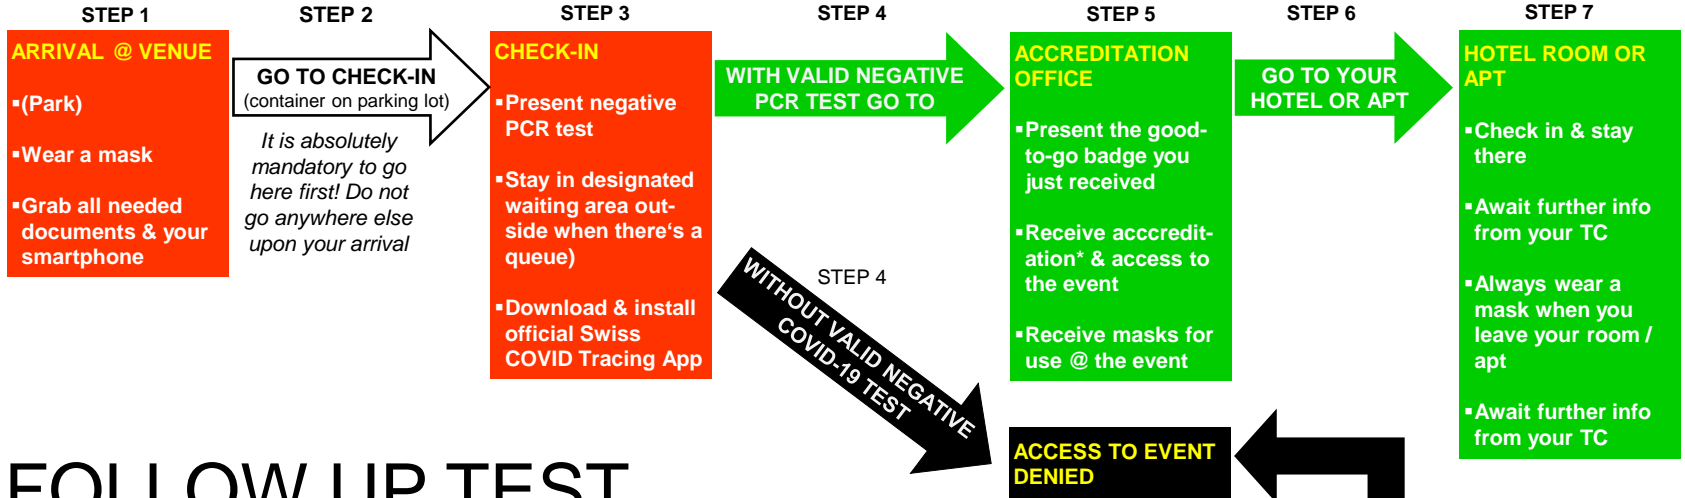 STEP 1
ARRIVAL @ VENUE
▪(Park)
▪Wear a mask
▪Grab all needed
documents & your
smartphone
STEP 2
GO TO CHECK-IN
(container on parking lot)
It is absolutely
mandatory to go
here first! Do not
go anywhere else
upon your arrival
STEP 3
CHECK-IN
▪Present negative
PCR test
▪Stay in designated
waiting area out-
side when there‘s a
queue)
▪Download & install
official Swiss
COVID Tracing App
STEP 4
WITH VALID NEGATIVE
PCR TEST GO TO
STEP 4
WITHOUT VALID NEGATIVE
COVID-19 TEST
STEP 5
ACCREDITATION
OFFICE
▪Present the good-
to-go badge you
just received
▪Receive acccredit-
ation* & access to
the event
▪Receive masks for
use @ the event
ACCESS TO EVENT
DENIED
STEP 6
GO TO YOUR
HOTEL OR APT
STEP 7
HOTEL ROOM OR
APT
▪Check in & stay
there
▪Await further info
from your TC
▪Always wear a
mask when you
leave your room /
apt
▪Await further info
from your TC
FOLLOW UP TEST